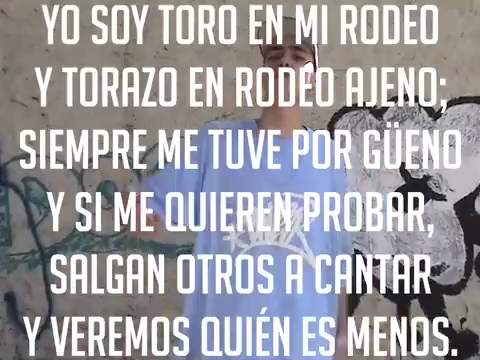 YO SOY TORO EN MI RODEO
Y TORAZO EN RODEO AJENO;
SIEMPRE ME TUVE POR GÜENO
Y SI ME QUIEREN PROBAR,
SALGAN OTROS A CANTAR
Y VEREMOS QUIÉN ES MENOS.